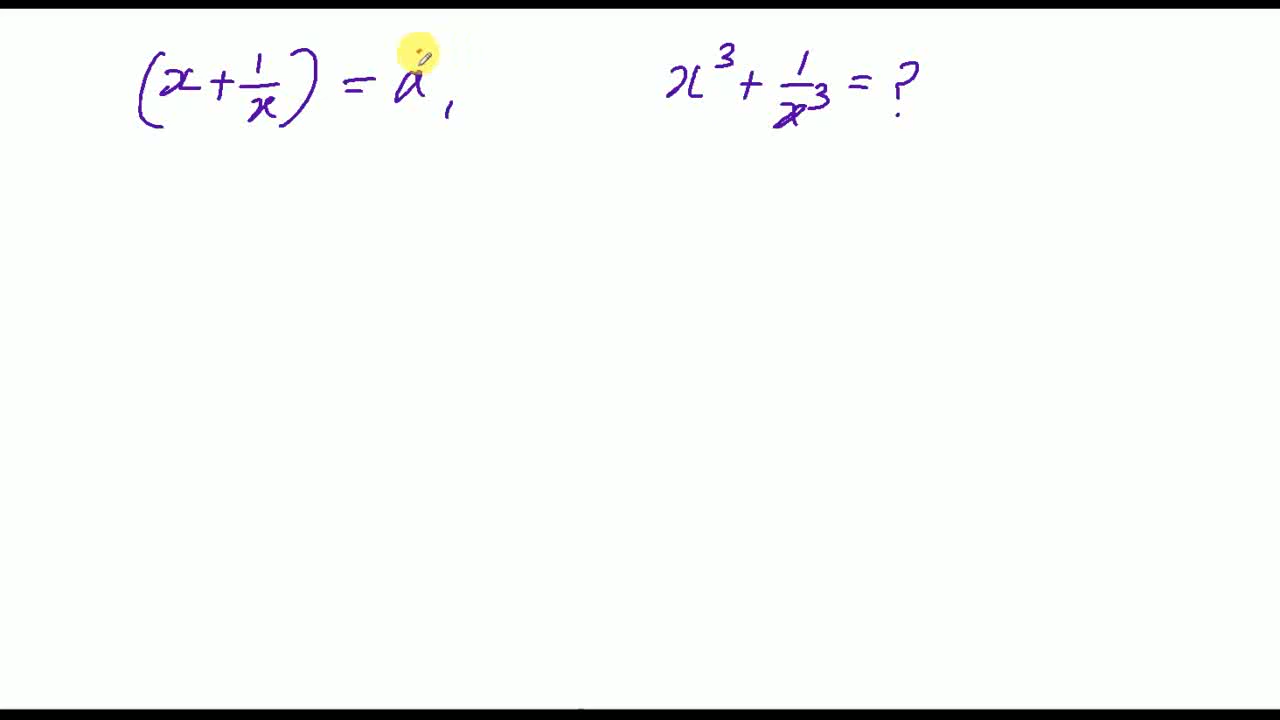 (x + 1/x) = a, x³ + 1/x³ = ?